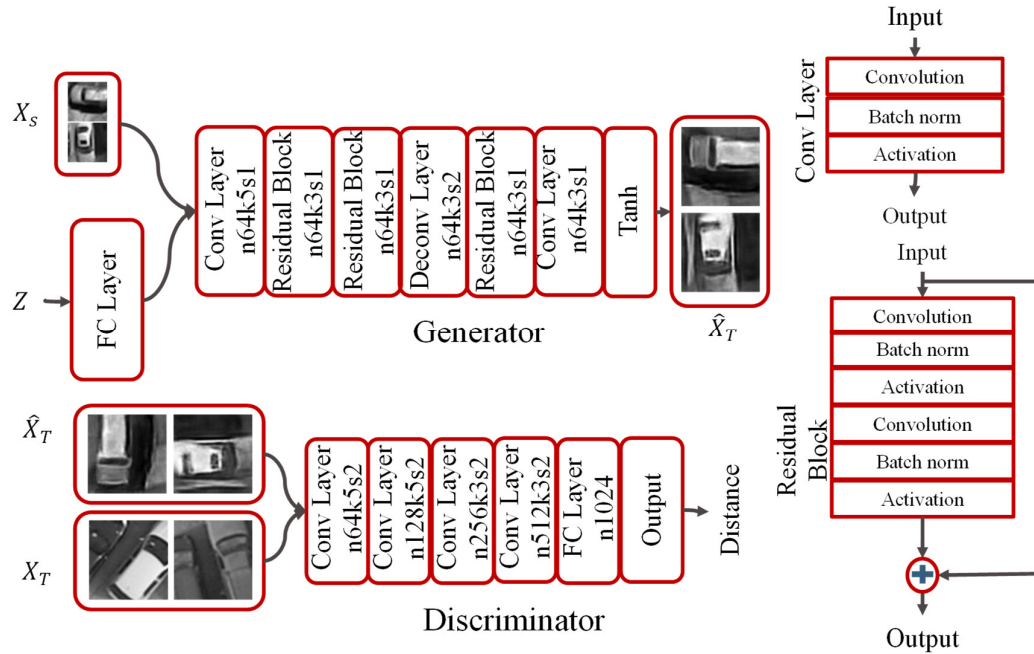 X_S
Z
FC Layer
Conv Layer
n64k5s1
Residual Block
n64k3s1
Residual Block
n64k3s1
Deconv Layer
n64k3s2
Residual Block
n64k3s1
Conv Layer
n64k3s1
Tanh
X̂_T
Generator
X̂_T
X_T
Conv Layer
n64k5s2
Conv Layer
n128k5s2
Conv Layer
n256k3s2
Conv Layer
n512k3s2
FC Layer
n1024
Output
Distance
Discriminator
Input
Conv Layer
Convolution
Batch norm
Activation
Output
Input
Residual
Block
Convolution
Batch norm
Activation
Convolution
Batch norm
Activation
+
Output